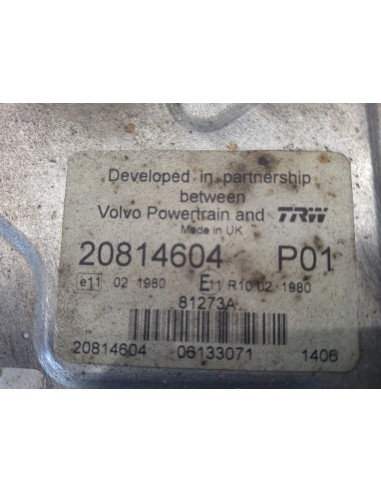 Developed in partnership
between
Volvo Powertrain and TRW
Made in UK
20814604 P01
e11 02 1980 E11 R10 02 1980
81273A
20814604 06133071 1406